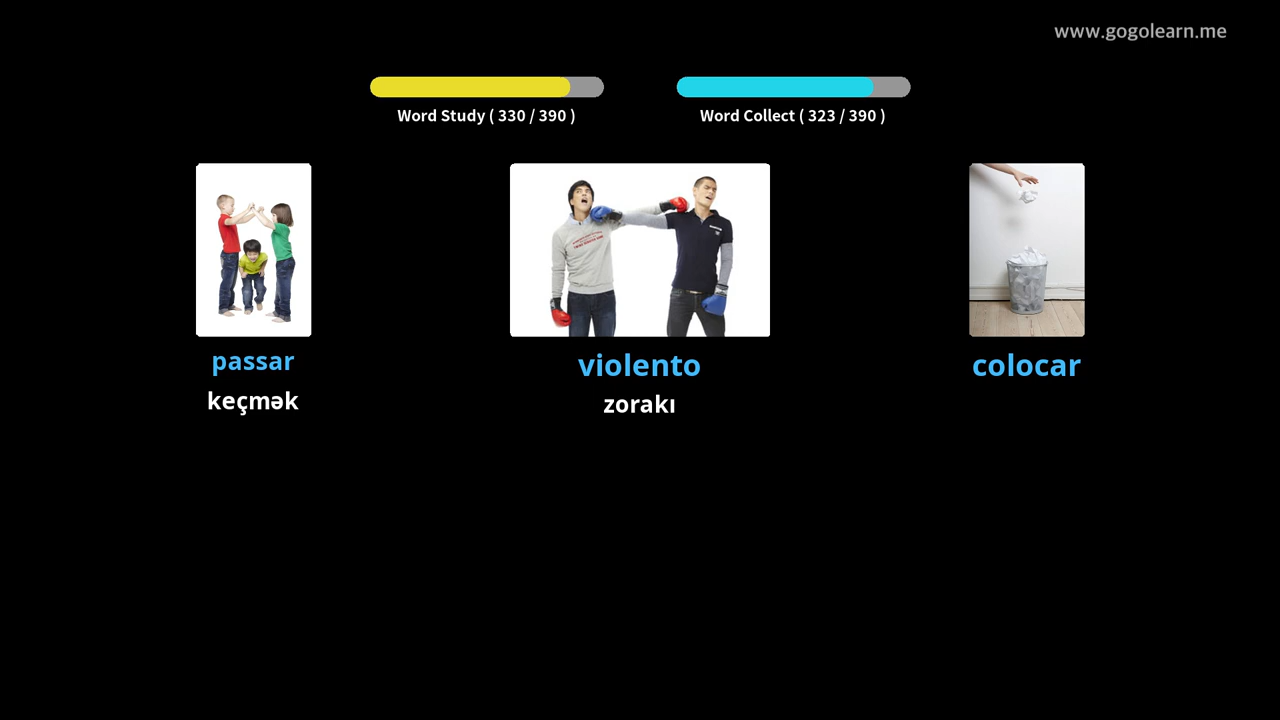 www.gogolearn.me
Word Study ( 330 / 390 )
Word Collect ( 323 / 390 )
passar
keçmək
violento
zorakı
colocar